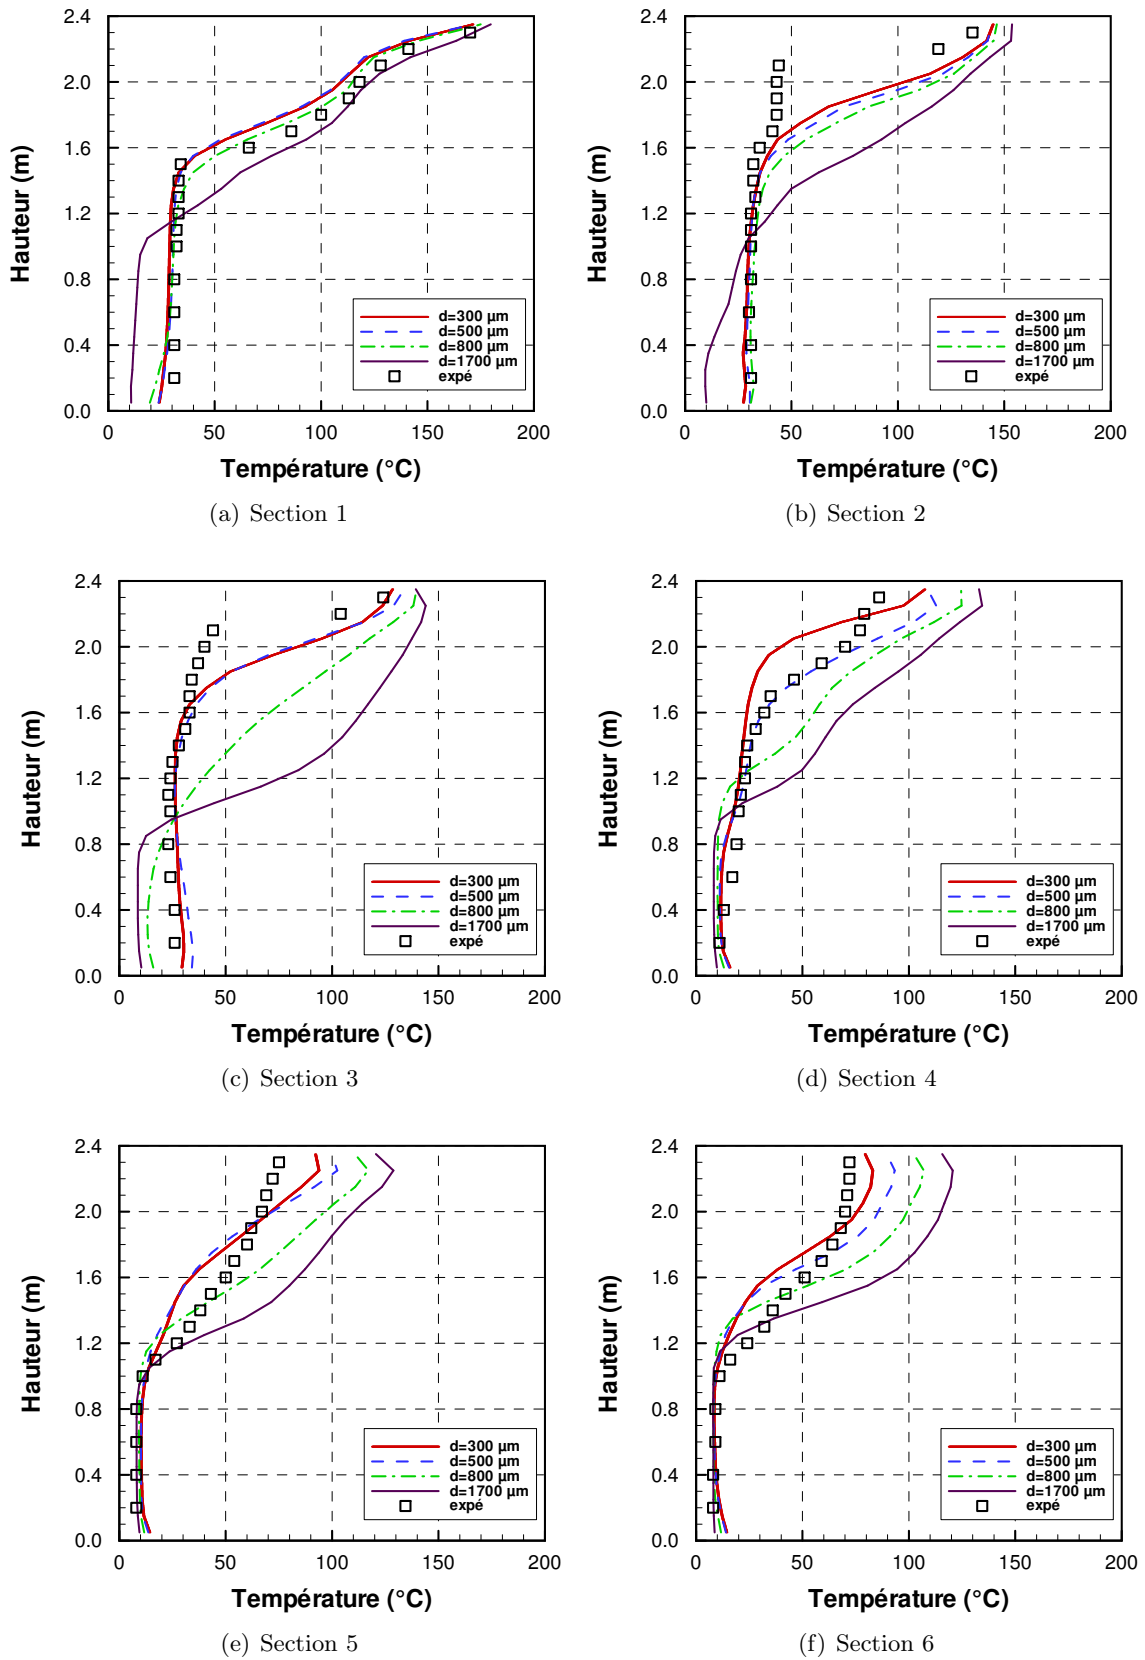 2.4
2.0
1.6
1.2
0.8
0.4
0.0
0 50 100 150 200
Hauteur (m)
Température (°C)
d=300 µm
d=500 µm
d=800 µm
d=1700 µm
expé
(a) Section 1
2.4
2.0
1.6
1.2
0.8
0.4
0.0
0 50 100 150 200
Hauteur (m)
Température (°C)
d=300 µm
d=500 µm
d=800 µm
d=1700 µm
expé
(b) Section 2
2.4
2.0
1.6
1.2
0.8
0.4
0.0
0 50 100 150 200
Hauteur (m)
Température (°C)
d=300 µm
d=500 µm
d=800 µm
d=1700 µm
expé
(c) Section 3
2.4
2.0
1.6
1.2
0.8
0.4
0.0
0 50 100 150 200
Hauteur (m)
Température (°C)
d=300 µm
d=500 µm
d=800 µm
d=1700 µm
expé
(d) Section 4
2.4
2.0
1.6
1.2
0.8
0.4
0.0
0 50 100 150 200
Hauteur (m)
Température (°C)
d=300 µm
d=500 µm
d=800 µm
d=1700 µm
expé
(e) Section 5
2.4
2.0
1.6
1.2
0.8
0.4
0.0
0 50 100 150 200
Hauteur (m)
Température (°C)
d=300 µm
d=500 µm
d=800 µm
d=1700 µm
expé
(f) Section 6